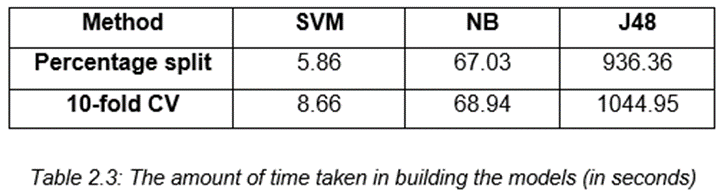 Method SVM NB J48
Percentage split 5.86 67.03 936.36
10-fold CV 8.66 68.94 1044.95
Table 2.3: The amount of time taken in building the models (in seconds)